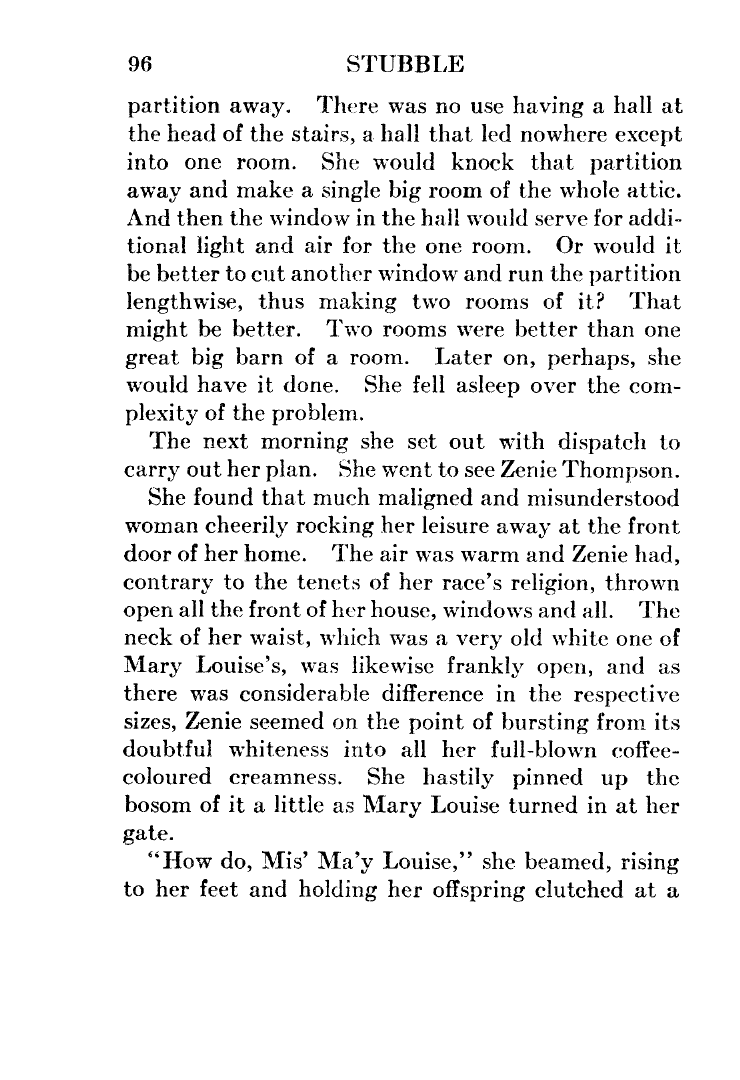 96 STUBBLE
partition away. There was no use having a hall at
the head of the stairs, a hall that led nowhere except
into one room. She would knock that partition
away and make a single big room of the whole attic.
And then the window in the hall would serve for addi-
tional light and air for the one room. Or would it
be better to cut another window and run the partition
lengthwise, thus making two rooms of it? That
might be better. Two rooms were better than one
great big barn of a room. Later on, perhaps, she
would have it done. She fell asleep over the com-
plexity of the problem.
The next morning she set out with dispatch to
carry out her plan. She went to see Zenie Thompson.
She found that much maligned and misunderstood
woman cheerily rocking her leisure away at the front
door of her home. The air was warm and Zenie had,
contrary to the tenets of her race's religion, thrown
open all the front of her house, windows and all. The
neck of her waist, which was a very old white one of
Mary Louise's, was likewise frankly open, and as
there was considerable difference in the respective
sizes, Zenie seemed on the point of bursting from its
doubtful whiteness into all her full-blown coffee-
coloured creamness. She hastily pinned up the
bosom of it a little as Mary Louise turned in at her
gate.
“How do, Mis' Ma'y Louise,” she beamed, rising
to her feet and holding her offspring clutched at a